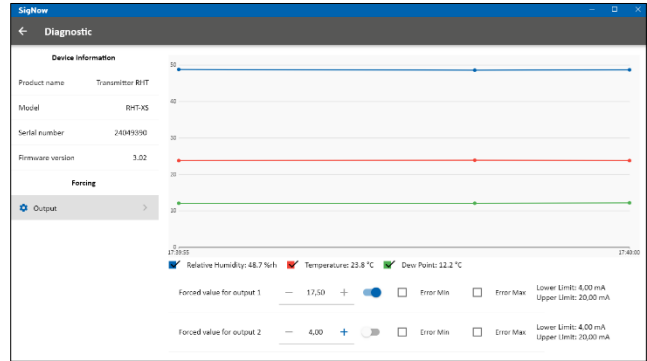 SigNow
Diagnostic
Device information
Product name Transmitter RHT
Model RHT-XS
Serial number 24049390
Firmware version 3.02
Forcing
Output
50
40
30
20
10
0
17:39:55 17:40:00
Relative Humidity: 48.7 %rh Temperature: 23.8 °C Dew Point: 12.2 °C
Forced value for output 1 — 17,50 + Error Min Error Max Lower Limit: 4,00 mA
Upper Limit: 20,00 mA
Forced value for output 2 — 4,00 + Error Min Error Max Lower Limit: 4,00 mA
Upper Limit: 20,00 mA